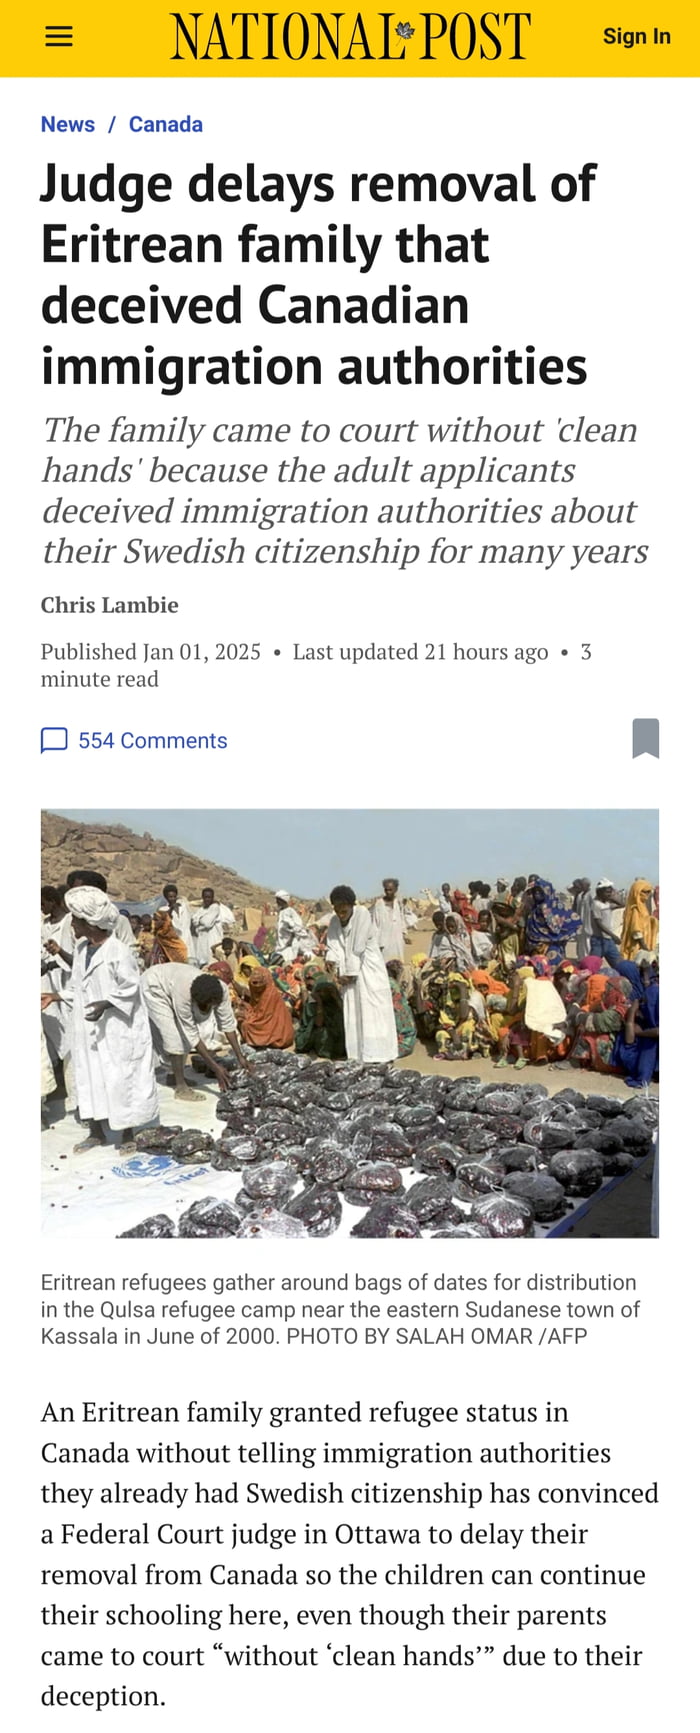 NATIONAL POST
Sign In
News / Canada
Judge delays removal of
Eritrean family that
deceived Canadian
immigration authorities
The family came to court without 'clean
hands' because the adult applicants
deceived immigration authorities about
their Swedish citizenship for many years
Chris Lambie
Published Jan 01, 2025 • Last updated 21 hours ago • 3
minute read
554 Comments
unicef
Eritrean refugees gather around bags of dates for distribution
in the Qulsa refugee camp near the eastern Sudanese town of
Kassala in June of 2000. PHOTO BY SALAH OMAR /AFP
An Eritrean family granted refugee status in
Canada without telling immigration authorities
they already had Swedish citizenship has convinced
a Federal Court judge in Ottawa to delay their
removal from Canada so the children can continue
their schooling here, even though their parents
came to court “without ‘clean hands’” due to their
deception.